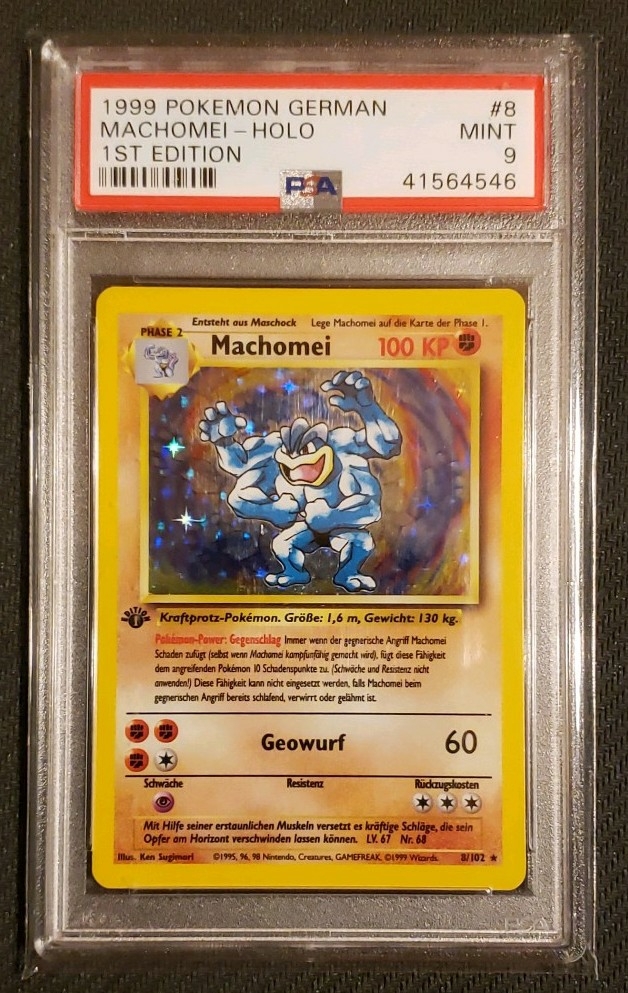 1999 POKEMON GERMAN #8
MACHOMEI - HOLO MINT
1ST EDITION 9
PSA 41564546
Entsteht aus Maschock Lege Machomei auf die Karte der Phase 1.
PHASE 2
Machomei 100 KP
EDITION 1
Kraftprotz-Pokémon. Größe: 1,6 m, Gewicht: 130 kg.
Pokémon-Power: Gegenschlag Immer wenn der gegnerische Angriff Machomei
Schaden zufügt (selbst wenn Machomei kampfunfähig gemacht wird), fügt diese Fähigkeit
dem angreifenden Pokémon 10 Schadenspunkte zu. (Schwäche und Resistenz nicht
anwenden!) Diese Fähigkeit kann nicht eingesetzt werden, falls Machomei beim
gegnerischen Angriff bereits schlafend, verwirrt oder gelähmt ist.
Geowurf 60
Schwäche Resistenz Rückzugskosten
Mit Hilfe seiner erstaunlichen Muskeln versetzt es kräftige Schläge, die sein
Opfer am Horizont verschwinden lassen können. LV. 67 Nr. 68
Illus. Ken Sugimori ©1995, 96, 98 Nintendo, Creatures, GAMEFREAK. ©1999 Wizards. 8/102 ★
PSA